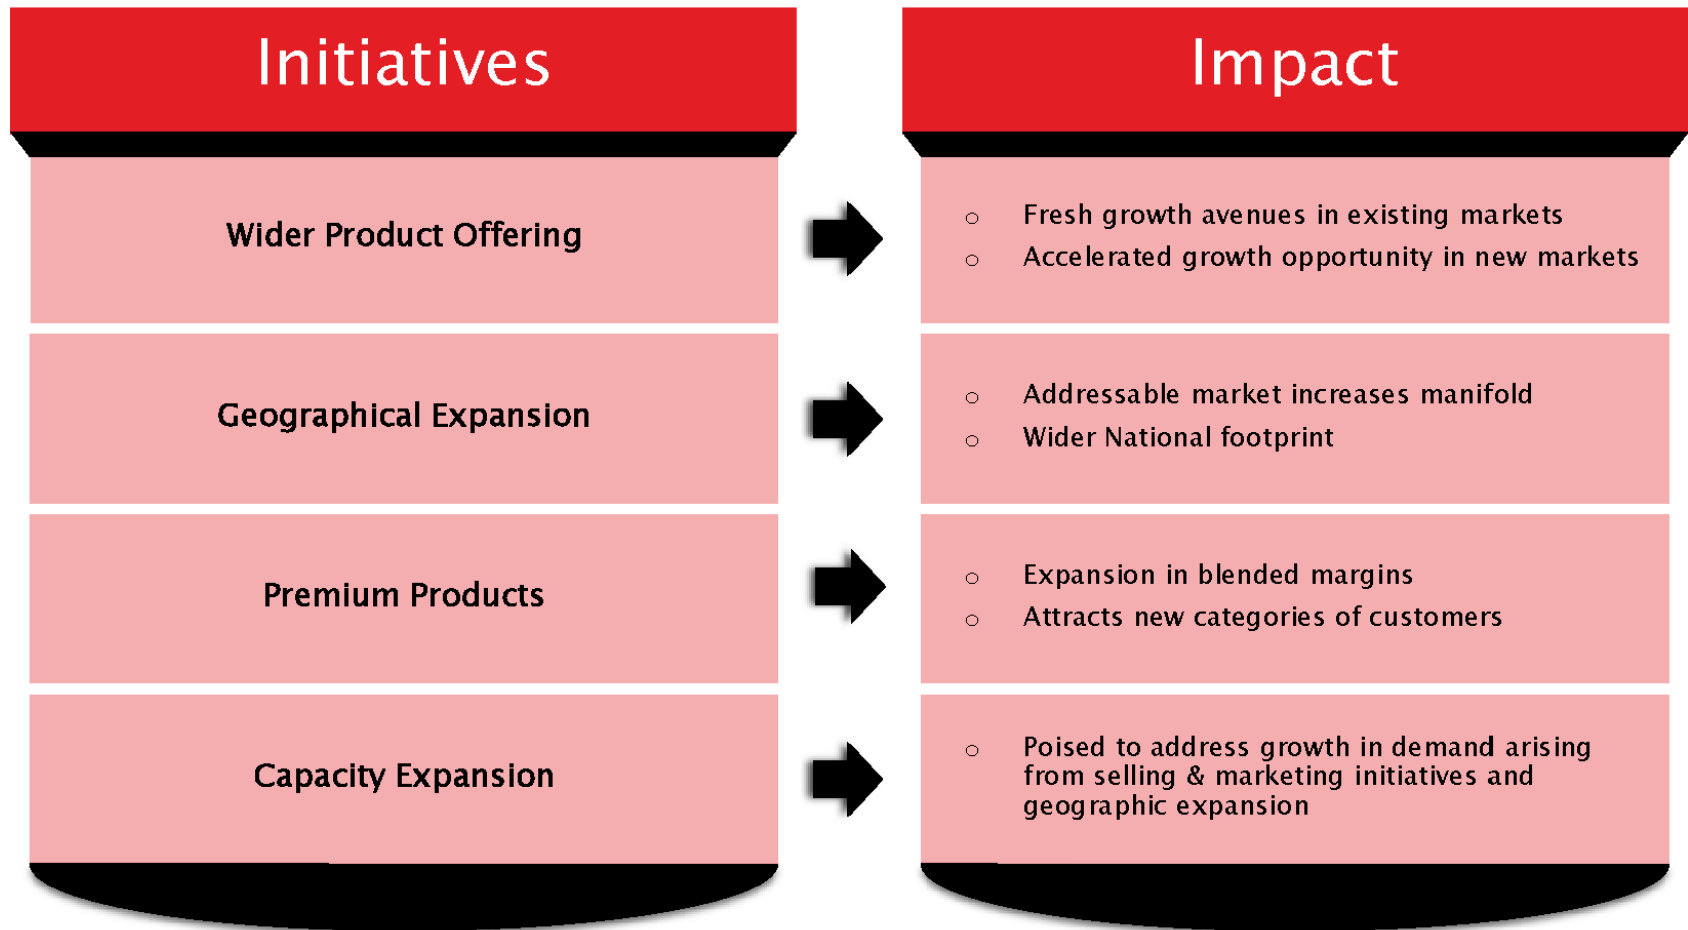 Initiatives
Impact
Wider Product Offering
○ Fresh growth avenues in existing markets
○ Accelerated growth opportunity in new markets
Geographical Expansion
○ Addressable market increases manifold
○ Wider National footprint
Premium Products
○ Expansion in blended margins
○ Attracts new categories of customers
Capacity Expansion
○ Poised to address growth in demand arising
from selling & marketing initiatives and
geographic expansion